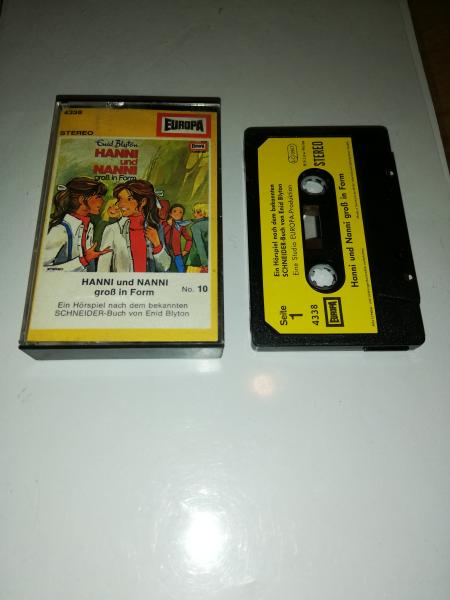 4338
EUROPA
STEREO
Enid Blyton
HANNI
und
NANNI
groß in Form
HANNI und NANNI
groß in Form
No. 10
Ein Hörspiel nach dem bekannten
SCHNEIDER-Buch von Enid Blyton
Ein Hörspiel nach dem bekannten
SCHNEIDER-Buch von Enid Blyton
Eine Studio EUROPA-Produktion
STEREO
Seite
1
4338
EUROPA
Hanni und Nanni groß in Form